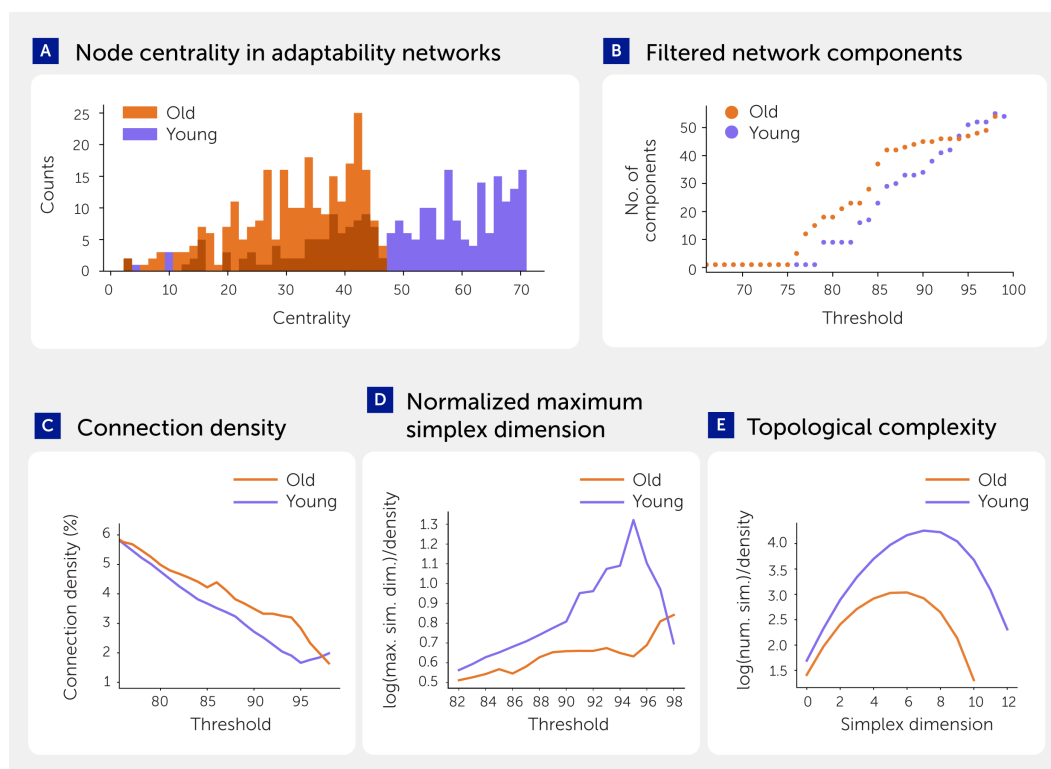 A Node centrality in adaptability networks
Old
Young
25
20
15
10
5
0
Counts
0 10 20 30 40 50 60 70
Centrality
B Filtered network components
Old
Young
50
40
30
20
10
0
No. of
components
70 75 80 85 90 95 100
Threshold
C Connection density
Old
Young
6
5
4
3
2
1
Connection density (%)
80 85 90 95
Threshold
D Normalized maximum
simplex dimension
Old
Young
1.3
1.2
1.1
1.0
0.9
0.8
0.7
0.6
0.5
log(max. sim. dim.)/density
82 84 86 88 90 92 94 96 98
Threshold
E Topological complexity
Old
Young
4.0
3.5
3.0
2.5
2.0
1.5
log(num. sim.)/density
0 2 4 6 8 10 12
Simplex dimension